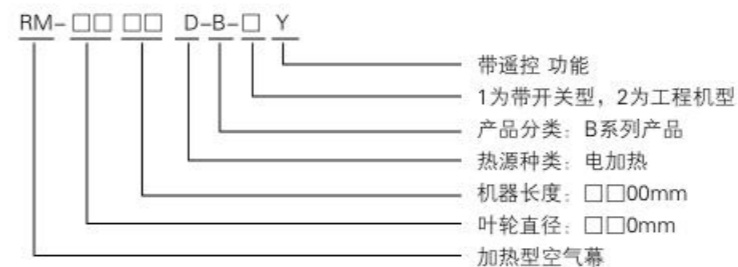 RM-□□ □□ D-B-□ Y
带遥控 功能
1为带开关型，2为工程机型
产品分类：B系列产品
热源种类：电加热
机器长度：□□00mm
叶轮直径：□□0mm
加热型空气幕